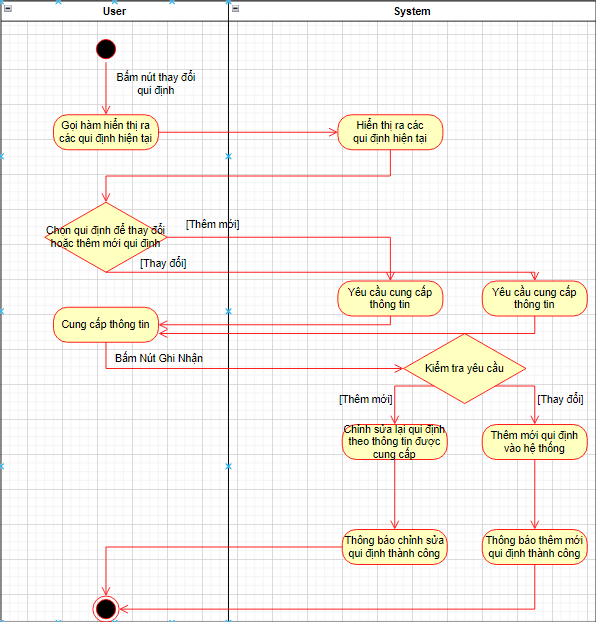 User
System
Bấm nút thay đổi
qui định
Gọi hàm hiển thị ra
các qui định hiện tại
Hiển thị ra các
qui định hiện tại
Chọn qui định để thay đổi
hoặc thêm mới qui định
[Thêm mới]
[Thay đổi]
Yêu cầu cung cấp
thông tin
Yêu cầu cung cấp
thông tin
Cung cấp thông tin
Bấm Nút Ghi Nhận
Kiểm tra yêu cầu
[Thêm mới]
[Thay đổi]
Chỉnh sửa lại qui định
theo thông tin được
cung cấp
Thêm mới qui định
vào hệ thống
Thông báo chỉnh sửa
qui định thành công
Thông báo thêm mới
qui định thành công